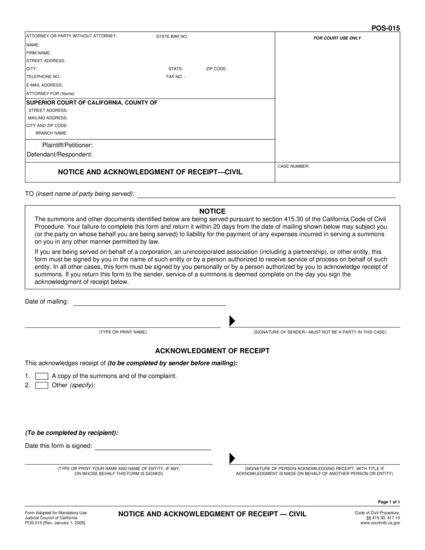 POS-015
ATTORNEY OR PARTY WITHOUT ATTORNEY: STATE BAR NO:
FOR COURT USE ONLY
NAME:
FIRM NAME:
STREET ADDRESS:
CITY: STATE: ZIP CODE:
TELEPHONE NO.: FAX NO. :
E-MAIL ADDRESS:
ATTORNEY FOR (Name):
SUPERIOR COURT OF CALIFORNIA, COUNTY OF
STREET ADDRESS:
MAILING ADDRESS:
CITY AND ZIP CODE:
BRANCH NAME:
Plaintiff/Petitioner:
Defendant/Respondent:
NOTICE AND ACKNOWLEDGMENT OF RECEIPT—CIVIL
CASE NUMBER:
TO (insert name of party being served):
NOTICE
The summons and other documents identified below are being served pursuant to section 415.30 of the California Code of Civil
Procedure. Your failure to complete this form and return it within 20 days from the date of mailing shown below may subject you
(or the party on whose behalf you are being served) to liability for the payment of any expenses incurred in serving a summons
on you in any other manner permitted by law.
If you are being served on behalf of a corporation, an unincorporated association (including a partnership), or other entity, this
form must be signed by you in the name of such entity or by a person authorized to receive service of process on behalf of such
entity. In all other cases, this form must be signed by you personally or by a person authorized by you to acknowledge receipt of
summons. If you return this form to the sender, service of a summons is deemed complete on the day you sign the
acknowledgment of receipt below.
Date of mailing:
(TYPE OR PRINT NAME) (SIGNATURE OF SENDER—MUST NOT BE A PARTY IN THIS CASE)
ACKNOWLEDGMENT OF RECEIPT
This acknowledges receipt of (to be completed by sender before mailing):
1. A copy of the summons and of the complaint.
2. Other (specify):
(To be completed by recipient):
Date this form is signed:
(TYPE OR PRINT YOUR NAME AND NAME OF ENTITY, IF ANY,
ON WHOSE BEHALF THIS FORM IS SIGNED)
(SIGNATURE OF PERSON ACKNOWLEDGING RECEIPT, WITH TITLE IF
ACKNOWLEDGMENT IS MADE ON BEHALF OF ANOTHER PERSON OR ENTITY)
Page 1 of 1
Form Adopted for Mandatory Use
Judicial Council of California
POS-015 [Rev. January 1, 2005]
NOTICE AND ACKNOWLEDGMENT OF RECEIPT — CIVIL
Code of Civil Procedure,
§§ 415.30, 417.10
www.courtinfo.ca.gov